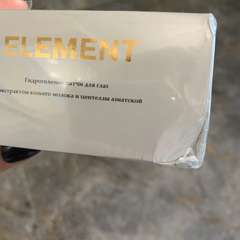 ELEMENT
Гидрогелевые патчи для глаз
экстрактом козьего молока и центеллы азиатской